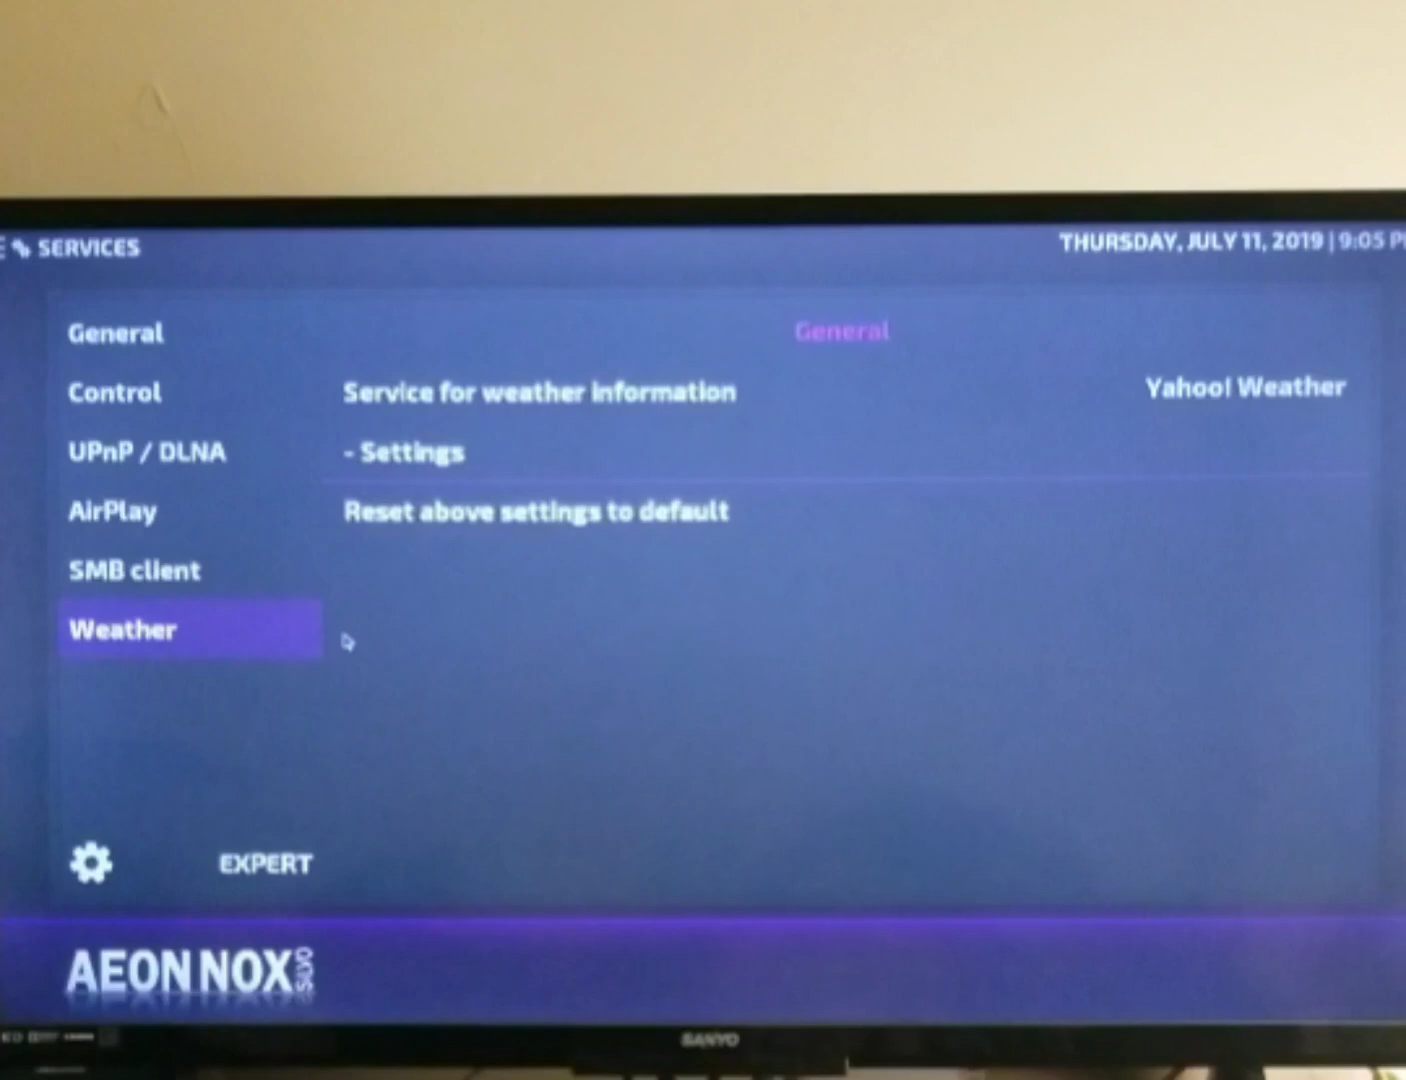 SERVICES
THURSDAY, JULY 11, 2019 | 9:05
General
General
Control
Service for weather information
Yahoo! Weather
UPnP / DLNA
- Settings
AirPlay
Reset above settings to default
SMB client
Weather
EXPERT
AEON NOX SILVO
SANYO